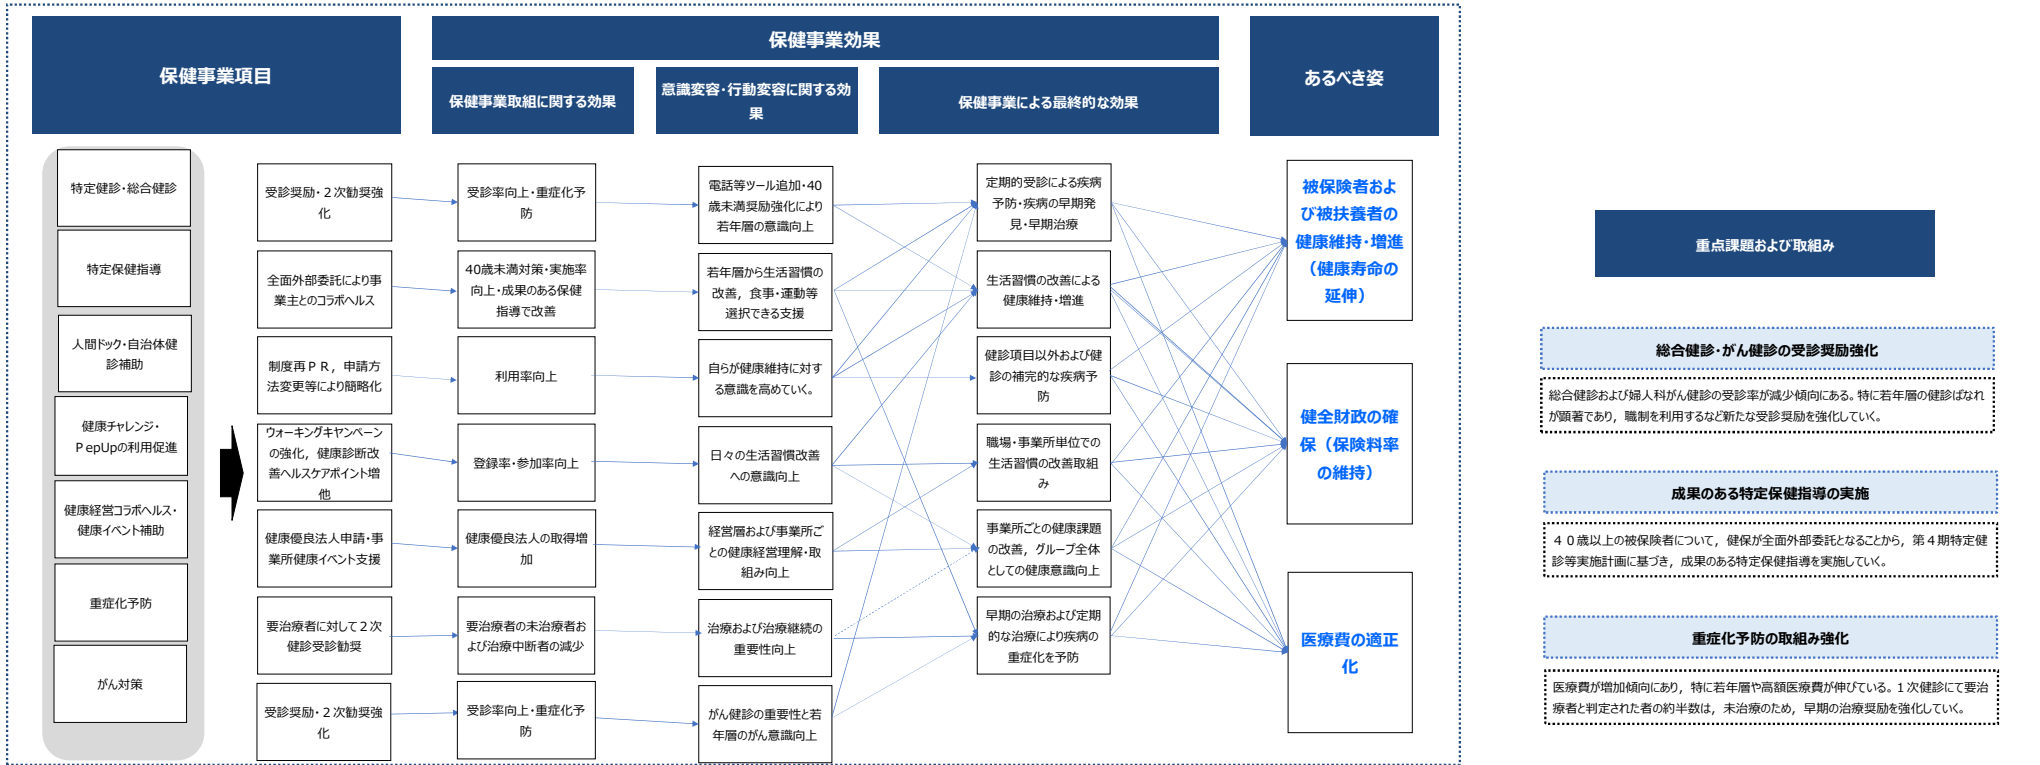 保健事業項目
保健事業効果
保健事業取組に関する効果
意識変容・行動変容に関する効
果
保健事業による最終的な効果
あるべき姿
特定健診・総合健診
特定保健指導
人間ドック・自治体健
診補助
健康チャレンジ・
PepUpの利用促進
健康経営コラボヘルス・
健康イベント補助
重症化予防
がん対策
受診奨励・２次勧奨強
化
全面外部委託により事
業主とのコラボヘルス
制度再ＰＲ，申請方
法変更等により簡略化
ウォーキングキャンペーン
の強化，健康診断改
善ヘルスケアポイント増
他
健康優良法人申請・事
業所健康イベント支援
要治療者に対して２次
健診受診勧奨
受診奨励・２次勧奨強
化
受診率向上・重症化予
防
40歳未満対策・実施率
向上・成果のある保健
指導で改善
利用率向上
登録率・参加率向上
健康優良法人の取得増
加
要治療者の未治療者お
よび治療中断者の減少
受診率向上・重症化予
防
電話等ツール追加・40
歳未満奨励強化により
若年層の意識向上
若年層から生活習慣の
改善，食事・運動等
選択できる支援
自らが健康維持に対す
る意識を高めていく。
日々の生活習慣改善
への意識向上
経営層および事業所ご
との健康経営理解・取
組み向上
治療および治療継続の
重要性向上
がん健診の重要性と若
年層のがん意識向上
定期的受診による疾病
予防・疾病の早期発
見・早期治療
生活習慣の改善による
健康維持・増進
健診項目以外および健
診の補完的な疾病予
防
職場・事業所単位での
生活習慣の改善取組
み
事業所ごとの健康課題
の改善，グループ全体
としての健康意識向上
早期の治療および定期
的な治療により疾病の
重症化を予防
被保険者およ
び被扶養者の
健康維持・増進
（健康寿命の
延伸）
健全財政の確
保（保険料率
の維持）
医療費の適正
化
重点課題および取組み
総合健診・がん健診の受診奨励強化
総合健診および婦人科がん健診の受診率が減少傾向にある。特に若年層の健診ばなれ
が顕著であり，職制を利用するなど新たな受診奨励を強化していく。
成果のある特定保健指導の実施
４０歳以上の被保険者について，健保が全面外部委託となることから，第４期特定健
診等実施計画に基づき，成果のある特定保健指導を実施していく。
重症化予防の取組み強化
医療費が増加傾向にあり，特に若年層や高額医療費が伸びている。１次健診にて要治
療者と判定された者の約半数は，未治療のため，早期の治療奨励を強化していく。